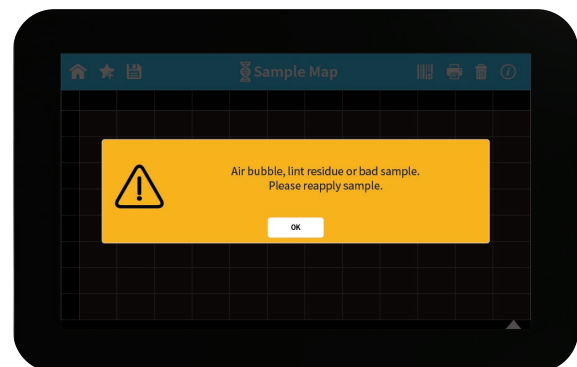 Sample Map
Air bubble, lint residue or bad sample.
Please reapply sample.
OK